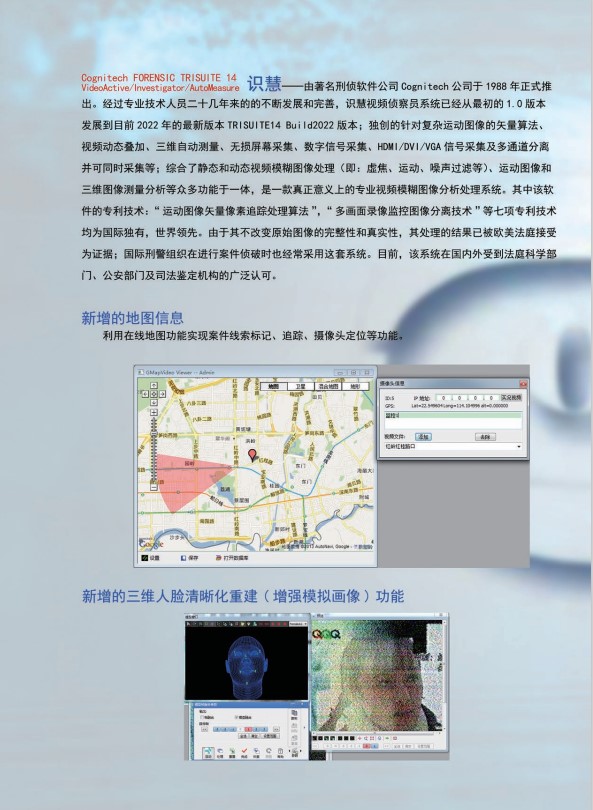 Cognitech FORENSIC TRISUITE 14
VideoActive/Investigator/AutoMeasure 识慧——由著名刑侦软件公司 Cognitech 公司于 1988 年正式推
出。经过专业技术人员二十几年来的的不断发展和完善，识慧视频侦察员系统已经从最初的 1.0 版本
发展到目前 2022 年的最新版本 TRISUITE14 Build2022 版本；独创的针对复杂运动图像的矢量算法、
视频动态叠加、三维自动测量、无损屏幕采集、数字信号采集、HDMI/DVI/VGA 信号采集及多通道分离
并可同时采集等；综合了静态和动态视频模糊图像处理（即：虚焦、运动、噪声过滤等）、运动图像和
三维图像测量分析等众多功能于一体，是一款真正意义上的专业视频模糊图像分析处理系统。其中该软
件的专利技术：“ 运动图像矢量像素追踪处理算法 ”，“ 多画面录像监控图像分离技术 ” 等七项专利技术
均为国际独有，世界领先。由于其不改变原始图像的完整性和真实性，其处理的结果已被欧美法庭接受
为证据；国际刑警组织在进行案件侦破时也经常采用这套系统。目前，该系统在国内外受到法庭科学部
门、公安部门及司法鉴定机构的广泛认可。
新增的地图信息
利用在线地图功能实现案件线索标记、追踪、摄像头定位等功能。
GMapVideo Viewer - Admin
地图 卫星 混合地图 地形
摄像头信息
IP 地址: 0 . 0 . 0 . 0
GPS:
视频文件: 添加 去除
Google
设置 保存 打开数据库
新增的三维人脸清晰化重建（增强模拟画像）功能